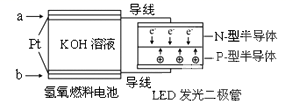 导线
a
Pt
KOH 溶液
b
导线
氢氧燃料电池
e⁻ e⁻ e⁻
N-型半导体
P-型半导体
LED 发光二极管